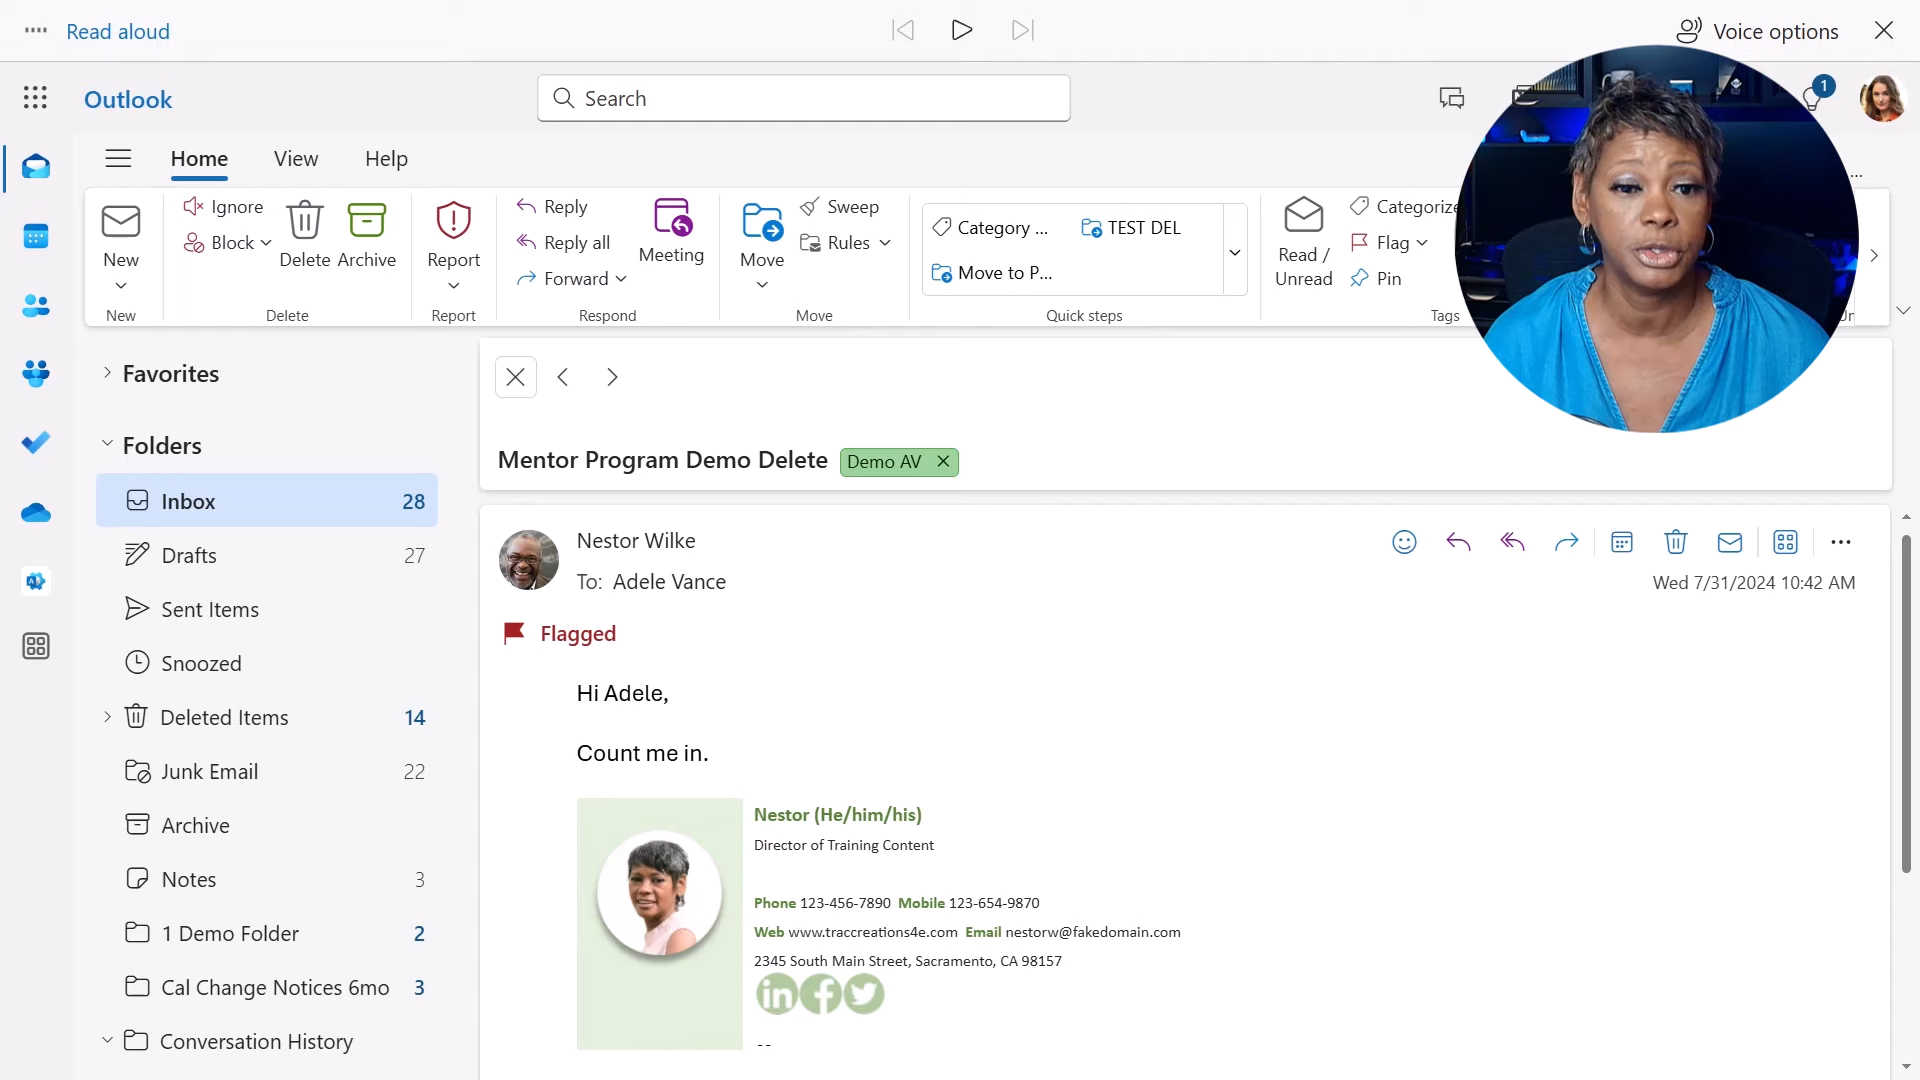 Read aloud
Voice options
Outlook
Search
1
Home View Help
New
Ignore
Block
Delete
Archive
Report
Reply
Reply all
Forward
Meeting
Move
Sweep
Rules
Category ...
TEST DEL
Move to P...
Read /
Unread
Categorize
Flag
Pin
...
New
Delete
Report
Respond
Move
Quick steps
Tags
Favorites
Folders
Inbox 28
Drafts 27
Sent Items
Snoozed
Deleted Items 14
Junk Email 22
Archive
Notes 3
1 Demo Folder 2
Cal Change Notices 6mo 3
Conversation History
Mentor Program Demo Delete Demo AV
Nestor Wilke
To: Adele Vance
Wed 7/31/2024 10:42 AM
Flagged
Hi Adele,
Count me in.
Nestor (He/him/his)
Director of Training Content
Phone 123-456-7890 Mobile 123-654-9870
Web www.traccreations4e.com Email nestorw@fakedomain.com
2345 South Main Street, Sacramento, CA 98157
in f
--